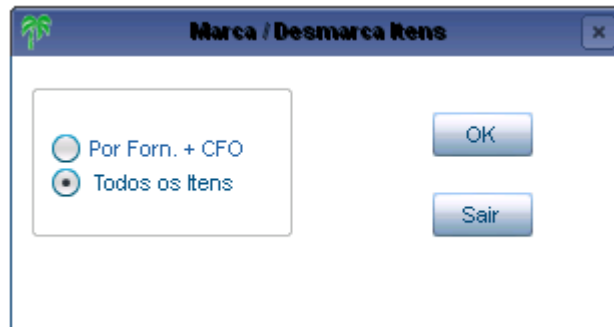 Marca / Desmarca Itens
Por Forn. + CFO
Todos os Itens
OK
Sair